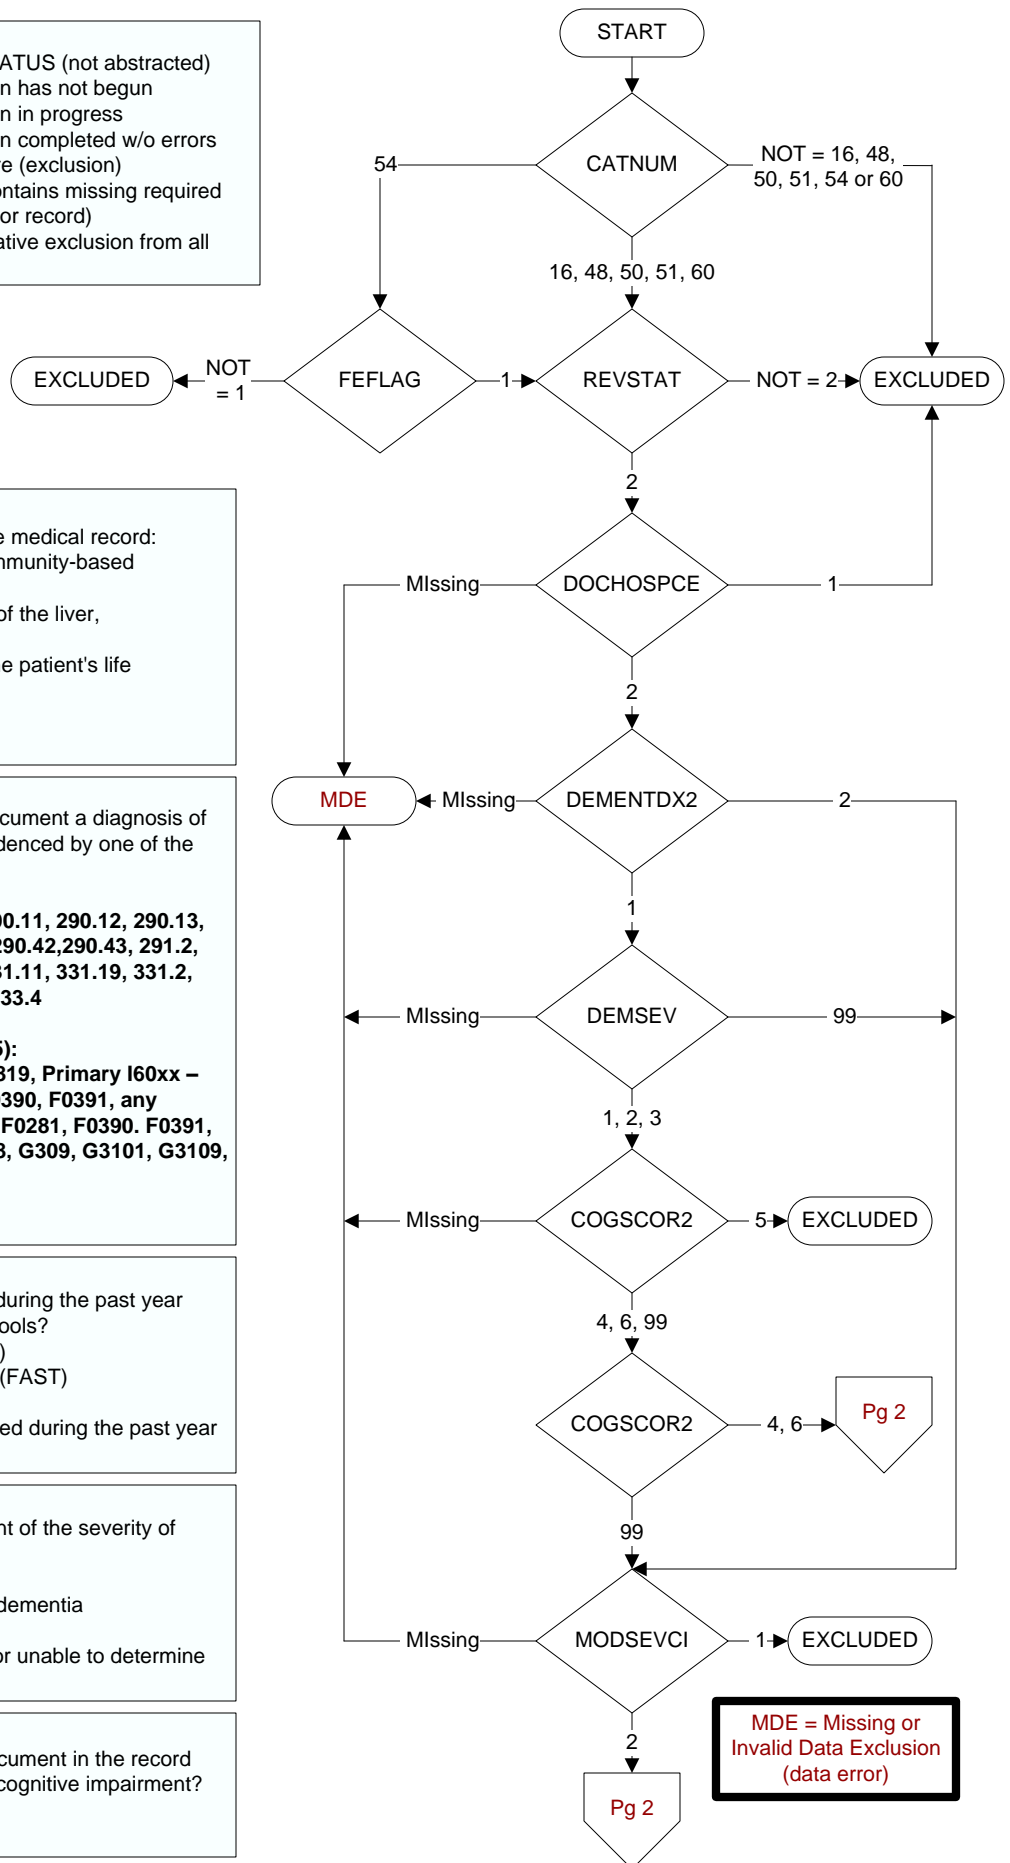 START
ATUS (not abstracted)
n has not begun
n in progress
n completed w/o errors
e (exclusion)
ontains missing required
or record)
ative exclusion from all
54
CATNUM
NOT = 16, 48,
50, 51, 54 or 60
16, 48, 50, 51, 60
EXCLUDED
NOT
= 1
FEFLAG
1
REVSTAT
NOT = 2
EXCLUDED
2
e medical record:
mmunity-based
of the liver,
ne patient's life
MIssing
DOCHOSPCE
1
2
MDE
MIssing
DEMENTDX2
2
cument a diagnosis of
denced by one of the
90.11, 290.12, 290.13,
290.42,290.43, 291.2,
31.11, 331.19, 331.2,
33.4
5):
319, Primary I60xx –
0390, F0391, any
F0281, F0390. F0391,
3, G309, G3101, G3109,
1
MIssing
DEMSEV
99
1, 2, 3
MIssing
COGSCOR2
5
EXCLUDED
4, 6, 99
during the past year
ools?
)
(FAST)
ed during the past year
COGSCOR2
4, 6
Pg 2
99
nt of the severity of
dementia
or unable to determine
MIssing
MODSEVCI
1
EXCLUDED
2
Pg 2
MDE = Missing or
Invalid Data Exclusion
(data error)
cument in the record
cognitive impairment?